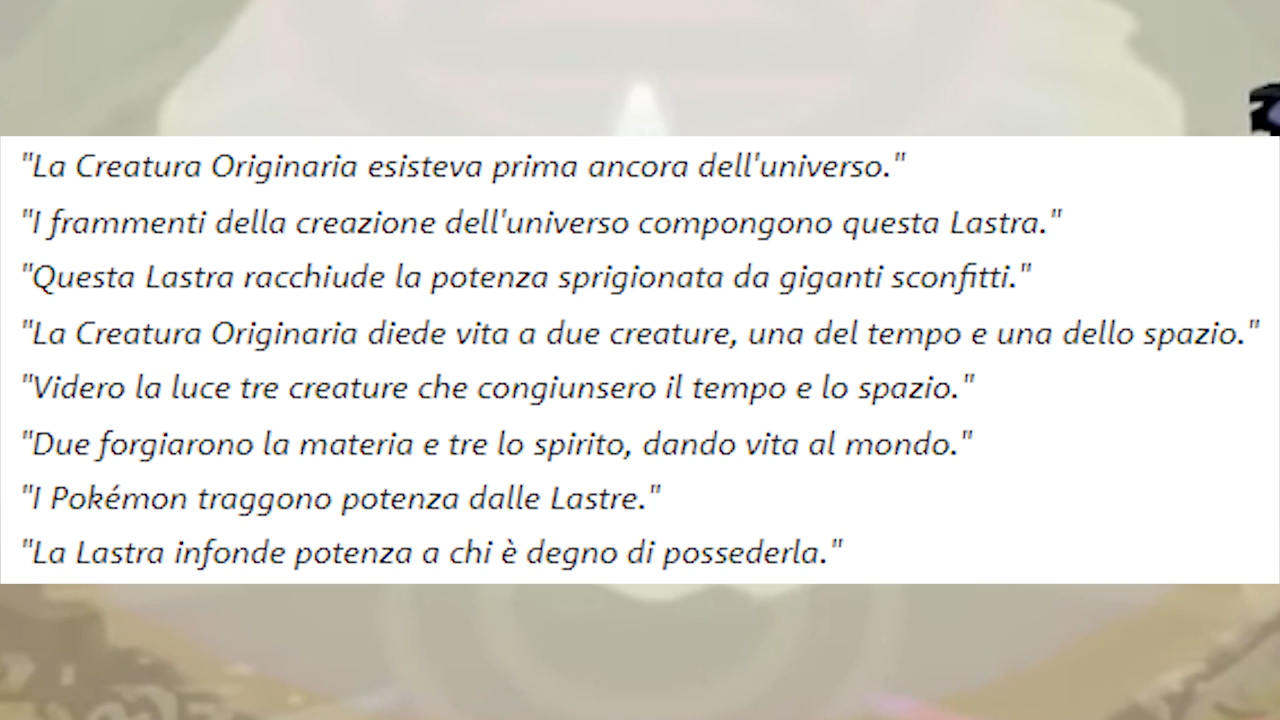 "La Creatura Originaria esisteva prima ancora dell'universo."
"I frammenti della creazione dell'universo compongono questa Lastra."
"Questa Lastra racchiude la potenza sprigionata da giganti sconfitti."
"La Creatura Originaria diede vita a due creature, una del tempo e una dello spazio."
"Videro la luce tre creature che congiunsero il tempo e lo spazio."
"Due forgiarono la materia e tre lo spirito, dando vita al mondo."
"I Pokémon traggono potenza dalle Lastre."
"La Lastra infonde potenza a chi è degno di possederla."